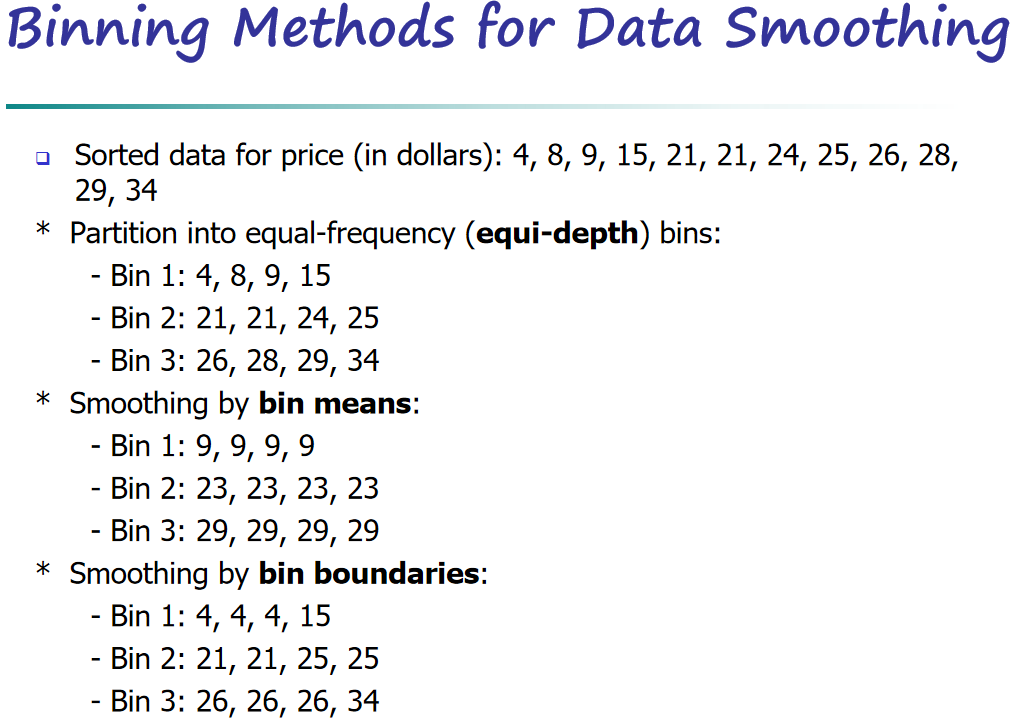 Binning Methods for Data Smoothing
❑ Sorted data for price (in dollars): 4, 8, 9, 15, 21, 21, 24, 25, 26, 28,
29, 34
* Partition into equal-frequency (equi-depth) bins:
- Bin 1: 4, 8, 9, 15
- Bin 2: 21, 21, 24, 25
- Bin 3: 26, 28, 29, 34
* Smoothing by bin means:
- Bin 1: 9, 9, 9, 9
- Bin 2: 23, 23, 23, 23
- Bin 3: 29, 29, 29, 29
* Smoothing by bin boundaries:
- Bin 1: 4, 4, 4, 15
- Bin 2: 21, 21, 25, 25
- Bin 3: 26, 26, 26, 34